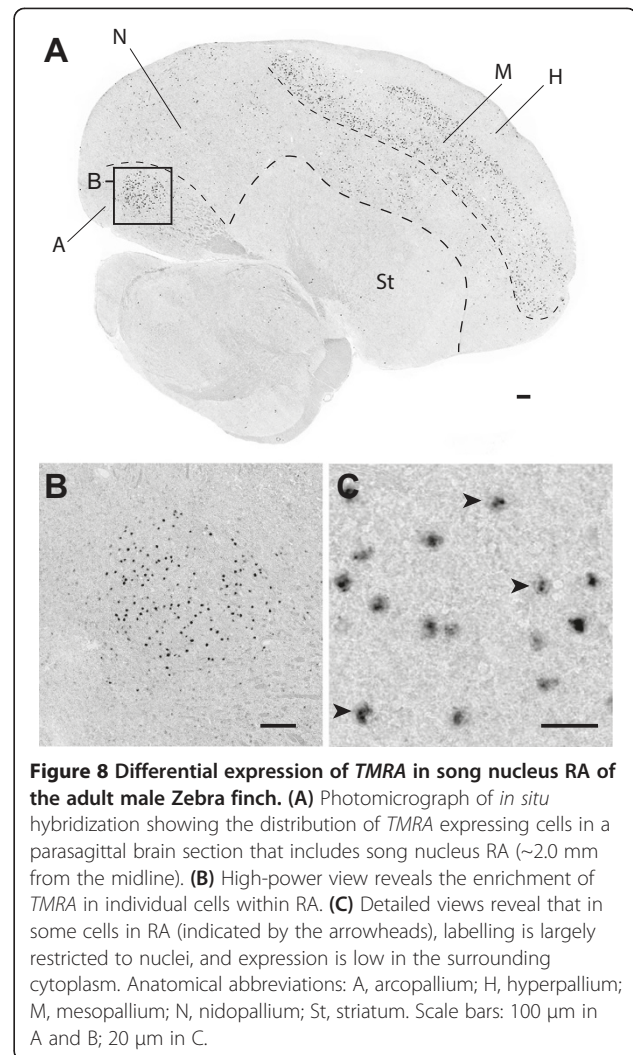 A
N
M
H
B
A
St
B
C
Figure 8 Differential expression of TMRA in song nucleus RA of
the adult male Zebra finch. (A) Photomicrograph of in situ
hybridization showing the distribution of TMRA expressing cells in a
parasagittal brain section that includes song nucleus RA (~2.0 mm
from the midline). (B) High-power view reveals the enrichment of
TMRA in individual cells within RA. (C) Detailed views reveal that in
some cells in RA (indicated by the arrowheads), labelling is largely
restricted to nuclei, and expression is low in the surrounding
cytoplasm. Anatomical abbreviations: A, arcopallium; H, hyperpallium;
M, mesopallium; N, nidopallium; St, striatum. Scale bars: 100 μm in
A and B; 20 μm in C.